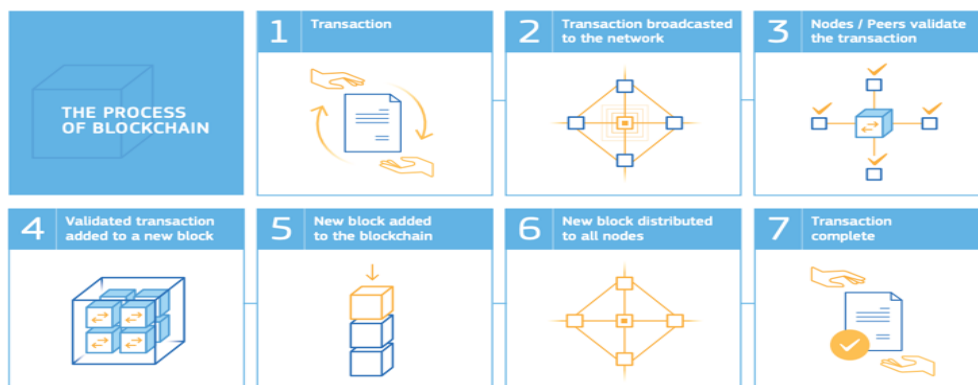 THE PROCESS
OF BLOCKCHAIN
1 Transaction
2 Transaction broadcasted
to the network
3 Nodes / Peers validate
the transaction
4 Validated transaction
added to a new block
5 New block added
to the blockchain
6 New block distributed
to all nodes
7 Transaction
complete